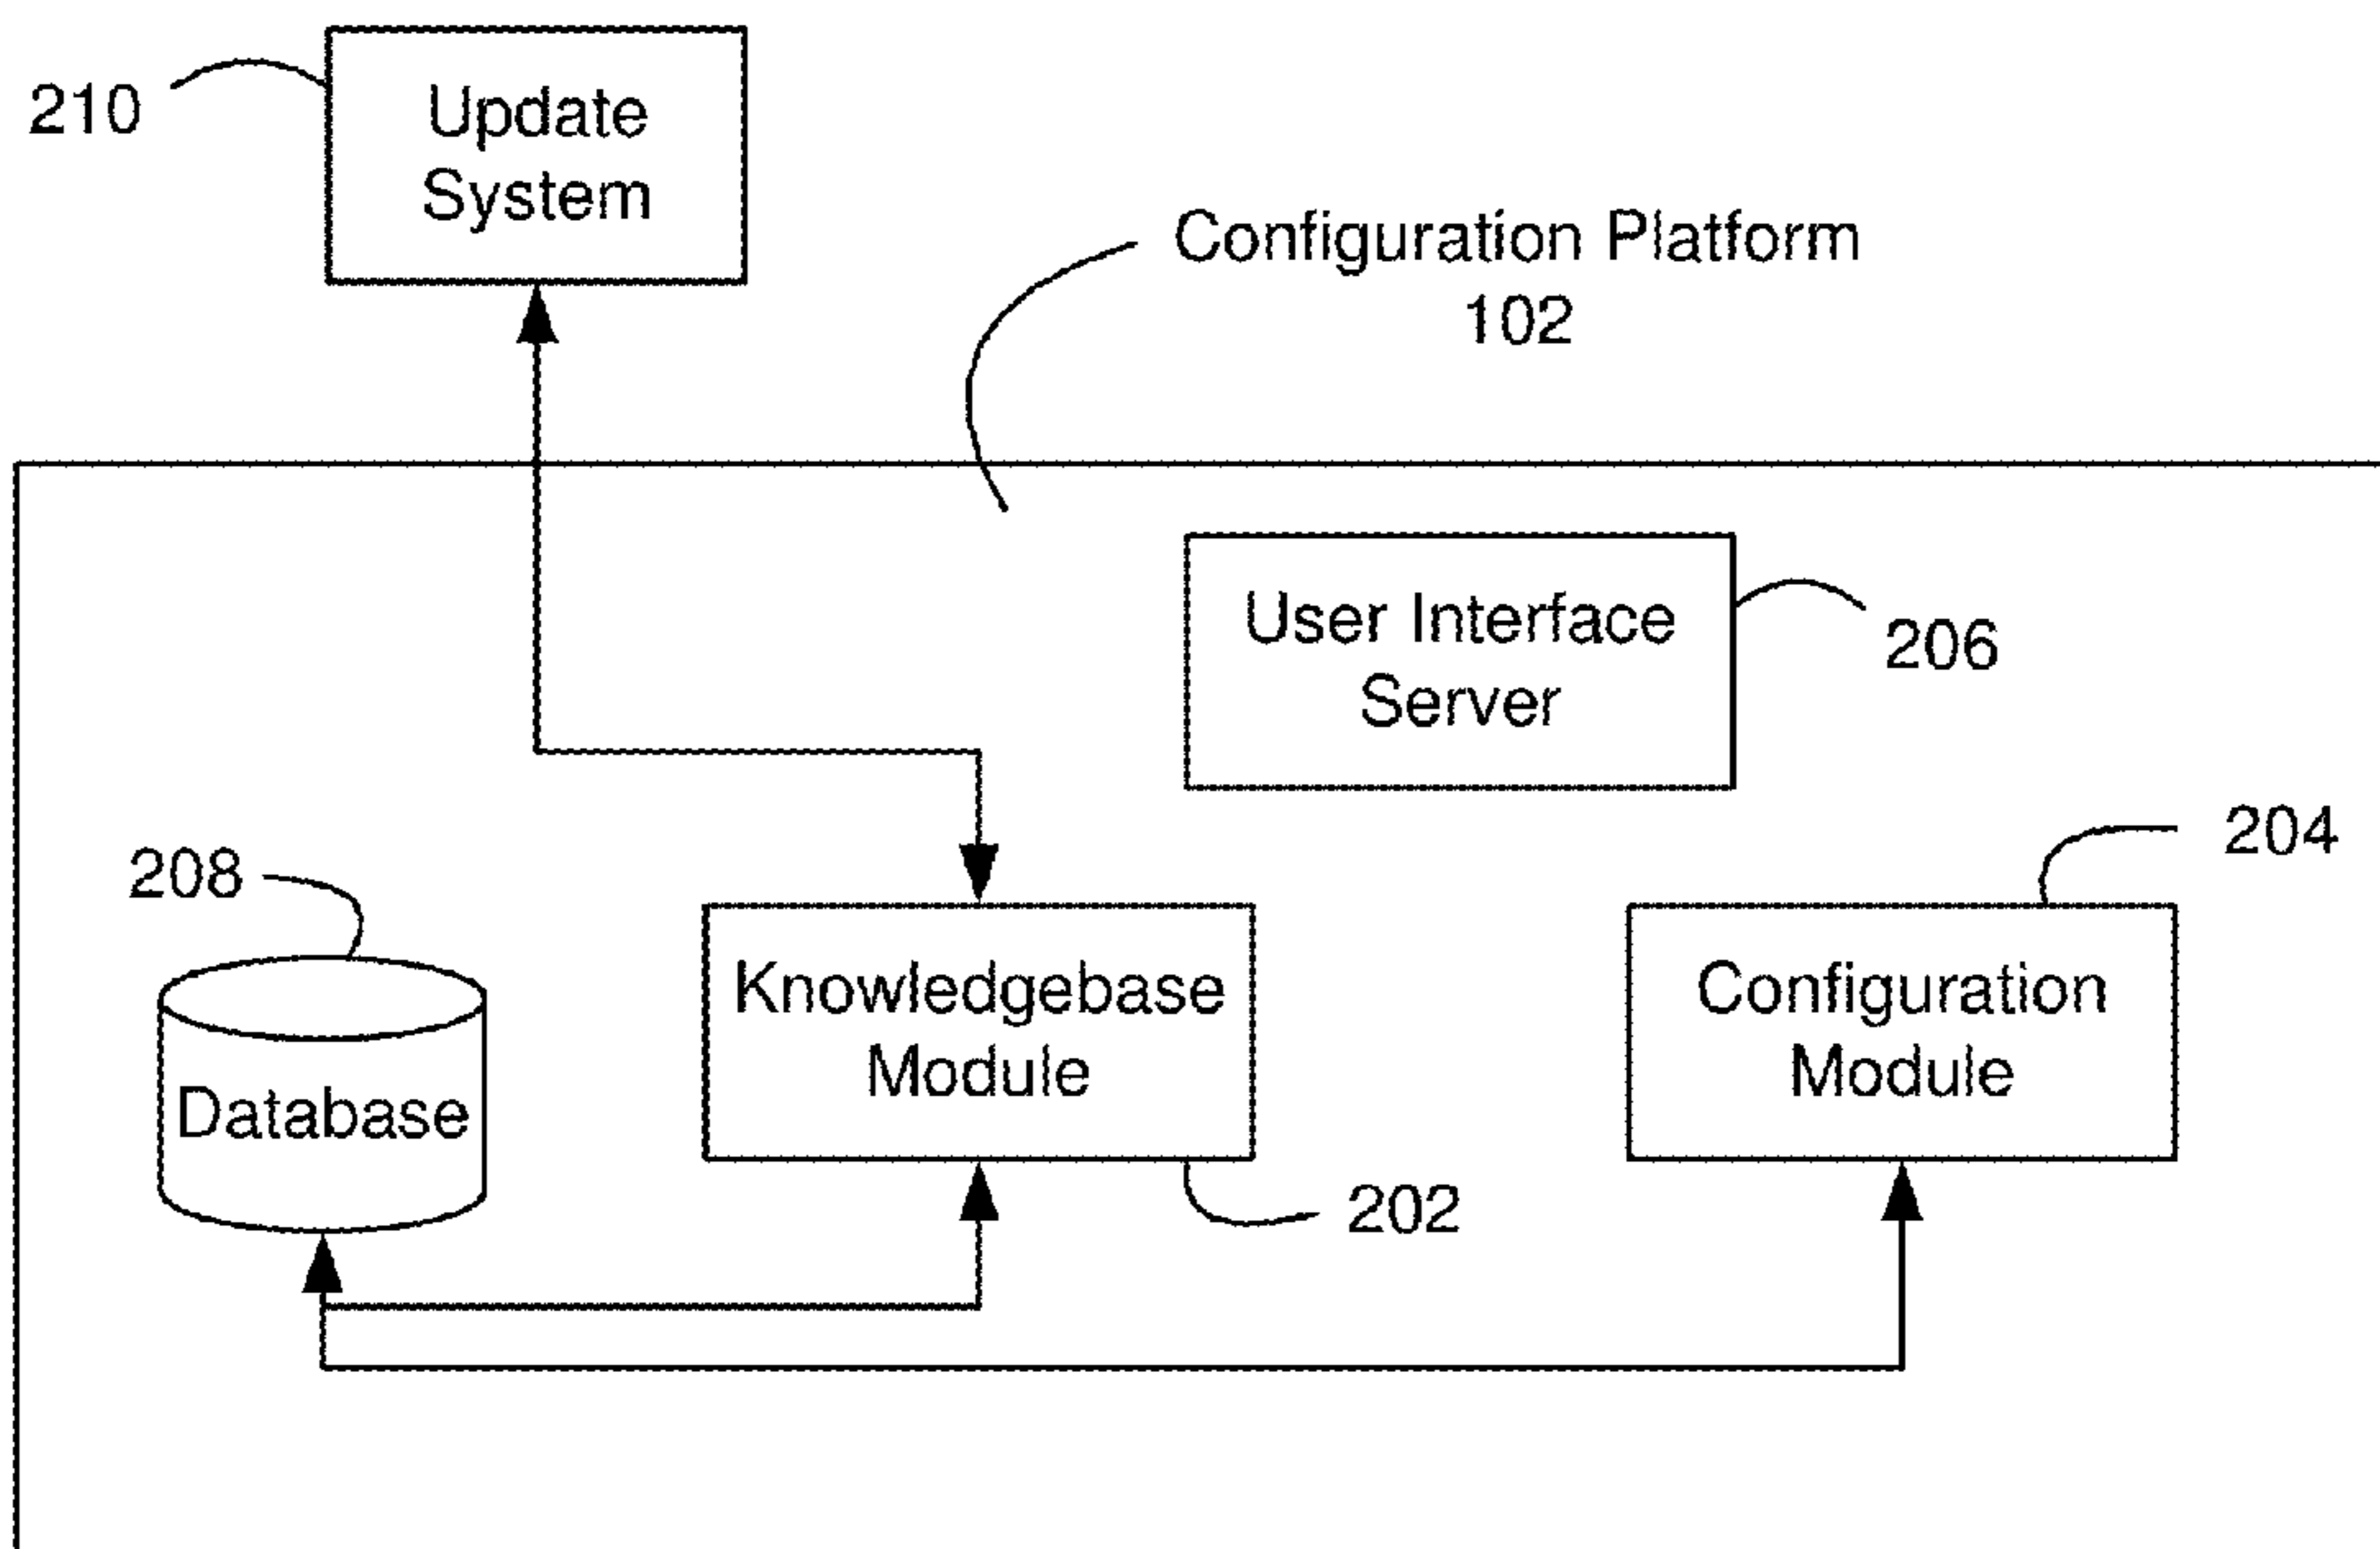 210
Update
System
Configuration Platform
102
User Interface
Server
206
204
208
Database
Knowledgebase
Module
202
Configuration
Module